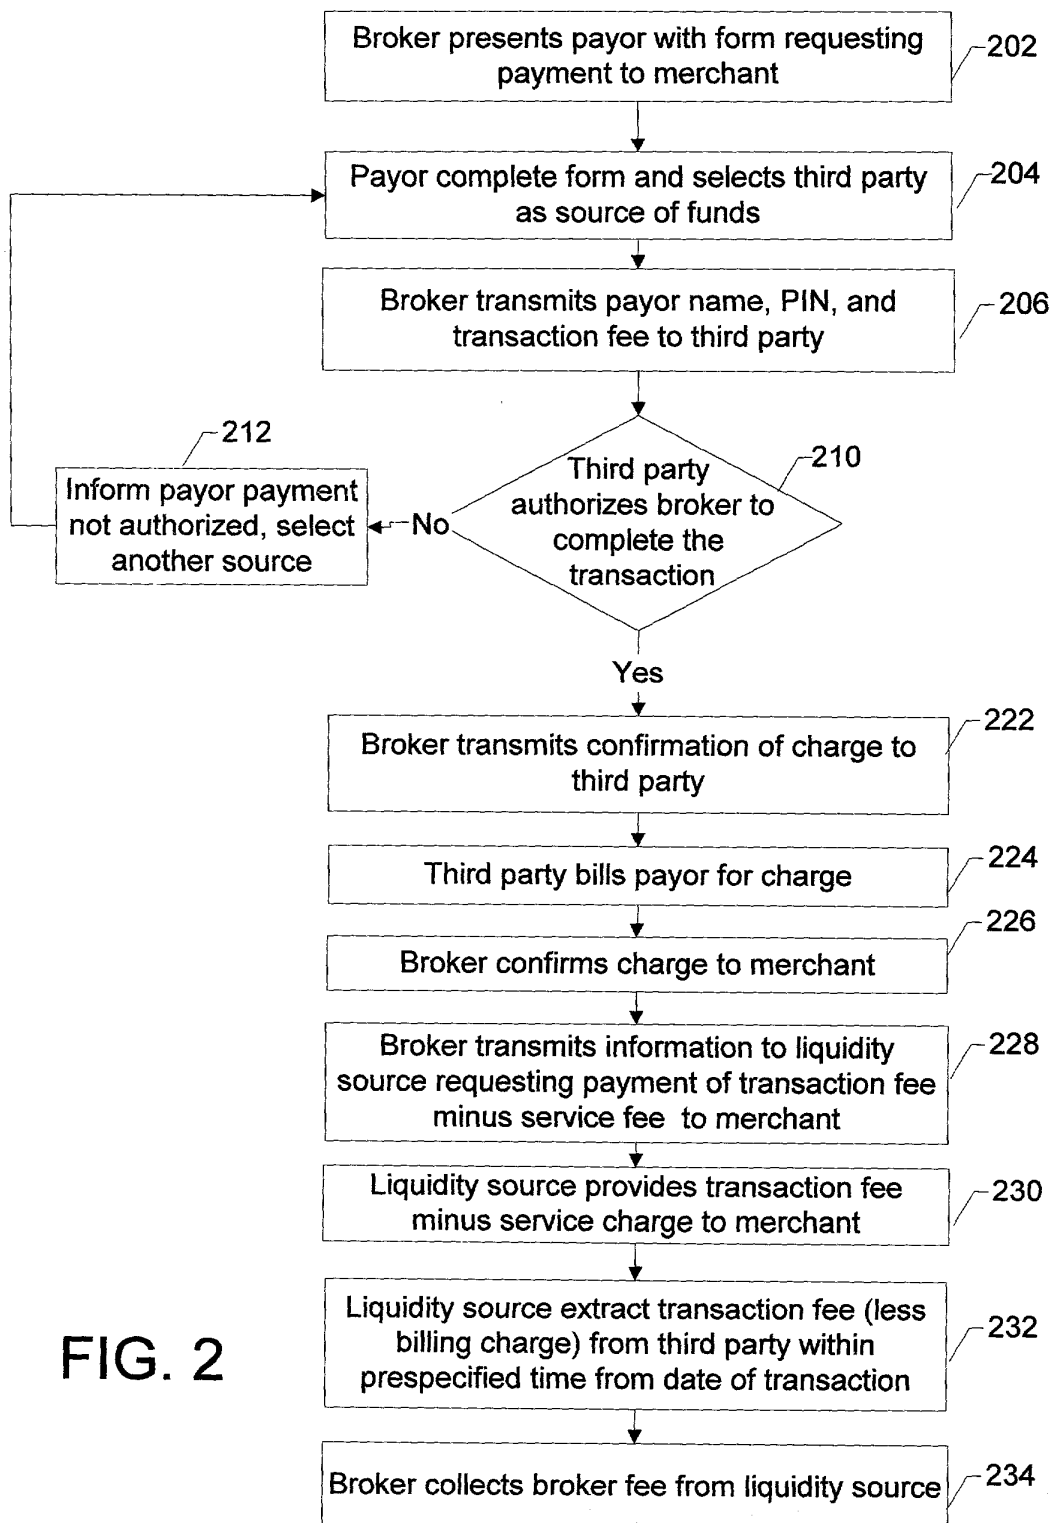 Broker presents payor with form requesting
payment to merchant
202
Payor complete form and selects third party
as source of funds
204
Broker transmits payor name, PIN, and
transaction fee to third party
206
212
Inform payor payment
not authorized, select
another source
No
Third party
authorizes broker to
complete the
transaction
210
Yes
Broker transmits confirmation of charge to
third party
222
Third party bills payor for charge
224
Broker confirms charge to merchant
226
Broker transmits information to liquidity
source requesting payment of transaction fee
minus service fee to merchant
228
Liquidity source provides transaction fee
minus service charge to merchant
230
Liquidity source extract transaction fee (less
billing charge) from third party within
prespecified time from date of transaction
232
FIG. 2
Broker collects broker fee from liquidity source
234